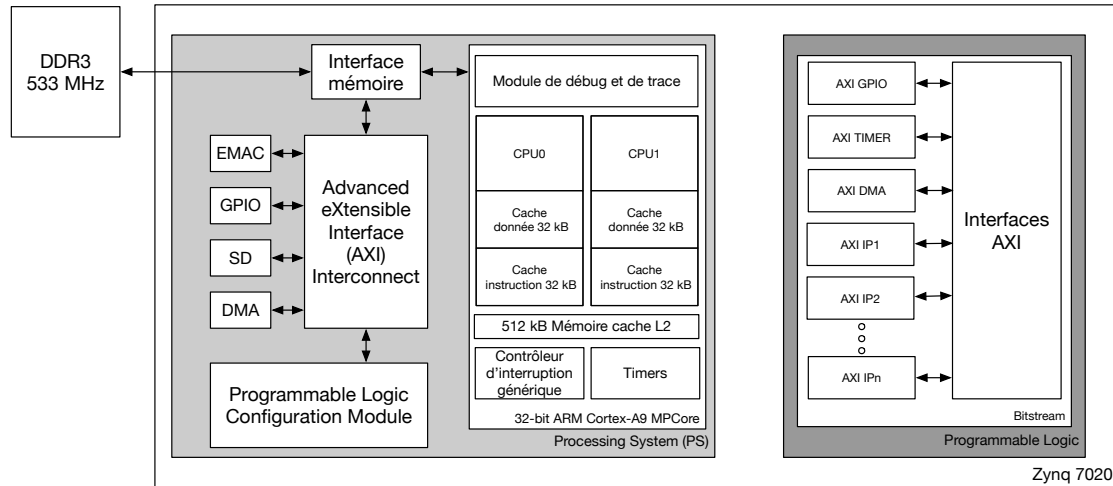 DDR3
533 MHz
Interface
mémoire
EMAC
GPIO
SD
DMA
Advanced
eXtensible
Interface
(AXI)
Interconnect
Programmable Logic
Configuration Module
Module de débug et de trace
CPU0
CPU1
Cache
donnée 32 kB
Cache
donnée 32 kB
Cache
instruction 32 kB
Cache
instruction 32 kB
512 kB Mémoire cache L2
Contrôleur
d'interruption
générique
Timers
32-bit ARM Cortex-A9 MPCore
Processing System (PS)
AXI GPIO
AXI TIMER
AXI DMA
AXI IP1
AXI IP2
AXI IPn
Interfaces
AXI
Bitstream
Programmable Logic
Zynq 7020